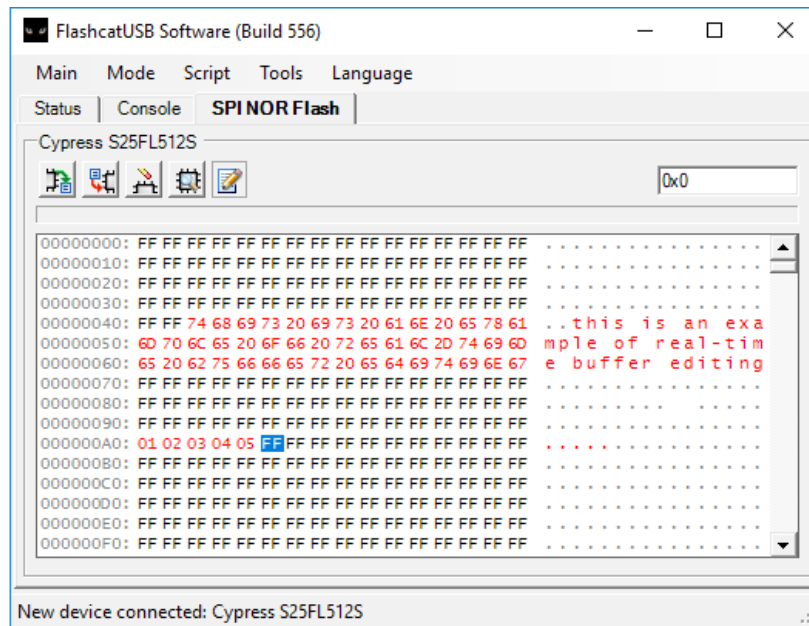 FlashcatUSB Software (Build 556)
Main Mode Script Tools Language
Status Console SPI NOR Flash
Cypress S25FL512S
0x0
00000000: FF FF FF FF FF FF FF FF FF FF FF FF FF FF FF FF ................
00000010: FF FF FF FF FF FF FF FF FF FF FF FF FF FF FF FF ................
00000020: FF FF FF FF FF FF FF FF FF FF FF FF FF FF FF FF ................
00000030: FF FF FF FF FF FF FF FF FF FF FF FF FF FF FF FF ................
00000040: FF FF 74 68 69 73 20 69 73 20 61 6E 20 65 78 61 ..this is an exa
00000050: 6D 70 6C 65 20 6F 66 20 72 65 61 6C 2D 74 69 6D mple of real-tim
00000060: 65 20 62 75 66 66 65 72 20 65 64 69 74 69 6E 67 e buffer editing
00000070: FF FF FF FF FF FF FF FF FF FF FF FF FF FF FF FF ................
00000080: FF FF FF FF FF FF FF FF FF FF FF FF FF FF FF FF ....... ........
00000090: FF FF FF FF FF FF FF FF FF FF FF FF FF FF FF FF ................
000000A0: 01 02 03 04 05 FF FF FF FF FF FF FF FF FF FF FF ................
000000B0: FF FF FF FF FF FF FF FF FF FF FF FF FF FF FF FF ................
000000C0: FF FF FF FF FF FF FF FF FF FF FF FF FF FF FF FF ................
000000D0: FF FF FF FF FF FF FF FF FF FF FF FF FF FF FF FF ................
000000E0: FF FF FF FF FF FF FF FF FF FF FF FF FF FF FF FF ................
000000F0: FF FF FF FF FF FF FF FF FF FF FF FF FF FF FF FF ................
New device connected: Cypress S25FL512S